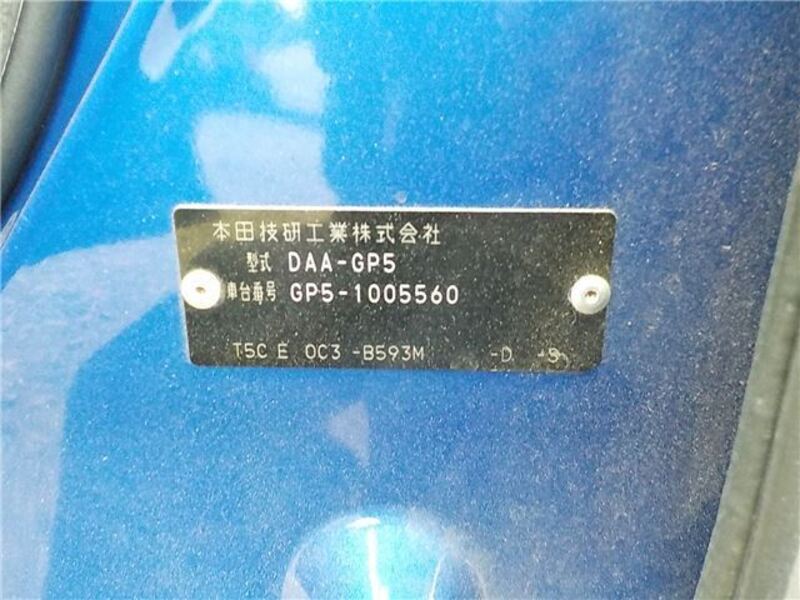 本田技研工業株式会社
型式 DAA-GP5
車台番号 GP5-1005560
T5C E 0C3 -B593M -D -S